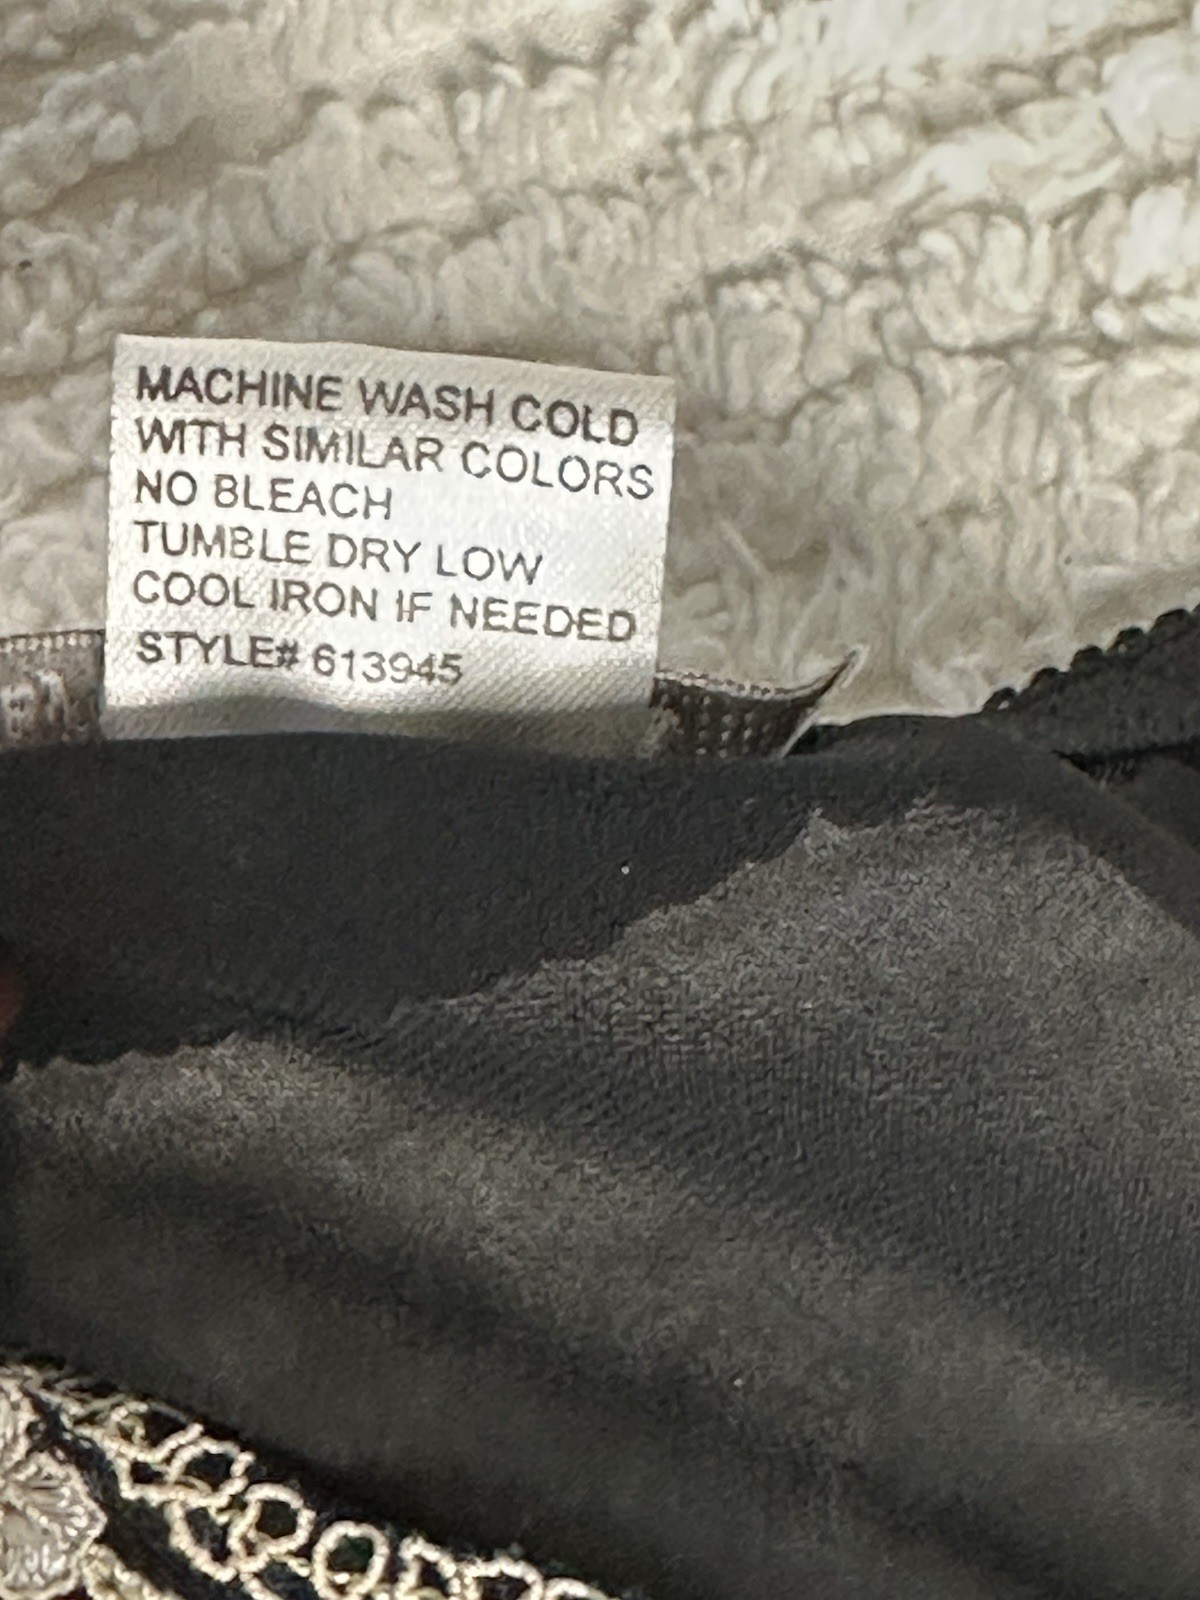 MACHINE WASH COLD
WITH SIMILAR COLORS
NO BLEACH
TUMBLE DRY LOW
COOL IRON IF NEEDED
STYLE# 613945